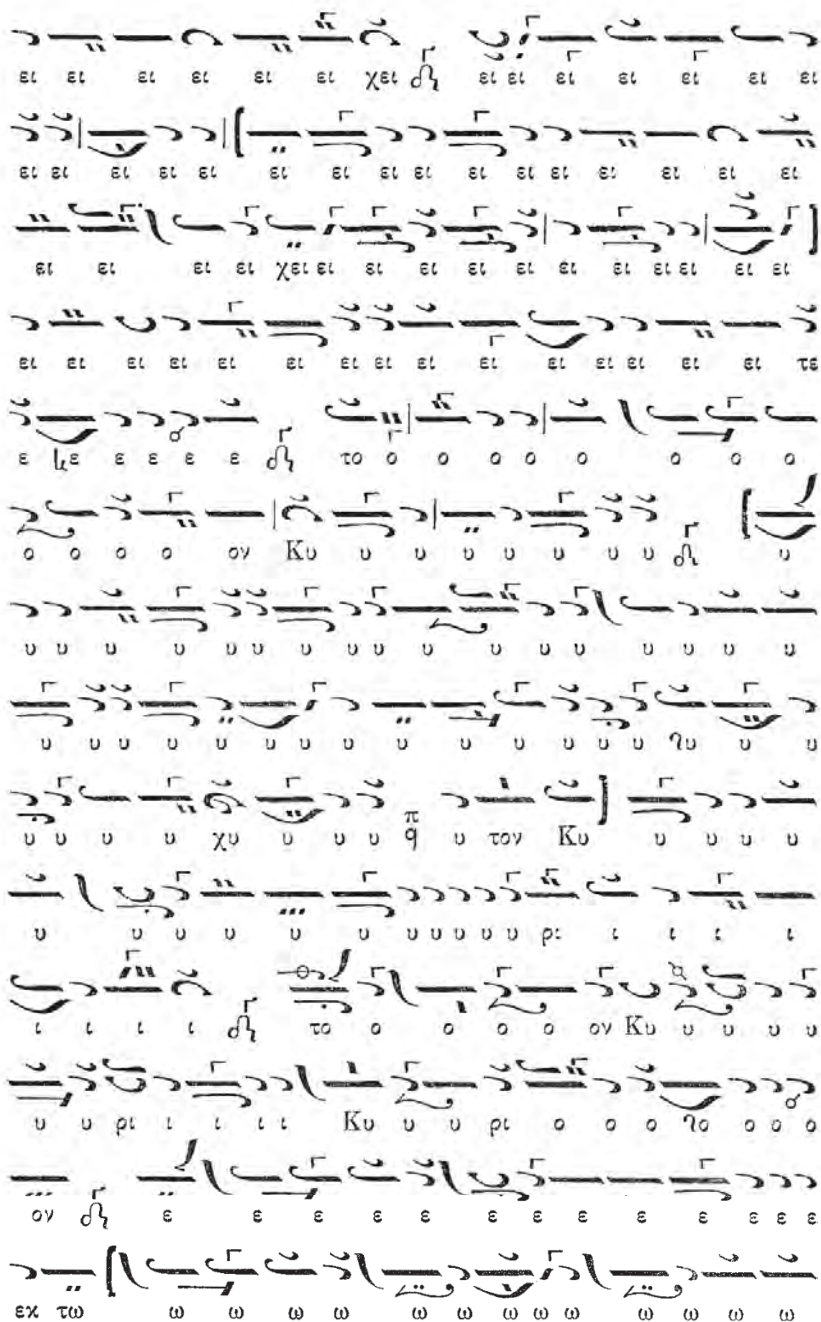 ει ει ει ει ει ει χει ει ει ει ει ει ει ει
ει ει ει ει ει ει ει ει ει ει ει ει ει ει ει ει
ει ει ει ει χει ει ει ει ει ει ει ει ει ει ει ει
ει ει ει ει ει ει ει ει ει ει ει ει ει ει ει τε
ε ε ε ε ε το ο ο ο ο ο ο ο ο
ο ο ο ο ον Κυ υ υ υ υ υ υ υ υ
υ υ υ υ υ υ υ υ υ υ υ υ υ υ υ υ υ
υ υ υ υ υ υ υ υ υ υ υ υ υ υ υ υ
υ υ υ υ χυ υ υ υ π q υ τον Κυ υ υ υ υ
υ υ υ υ υ υ υ υ υ υ υ ρι ι ι ι ι
ι ι ι ι το ο ο ο ο ον Κυ υ υ υ υ
υ υ ρι ι ι ι ι Κυ υ υ ρι ο ο ο ο ο ο
ον ε ε ε ε ε ε ε ε ε ε ε ε ε
εκ τω ω ω ω ω ω ω ω ω ω ω ω ω ω